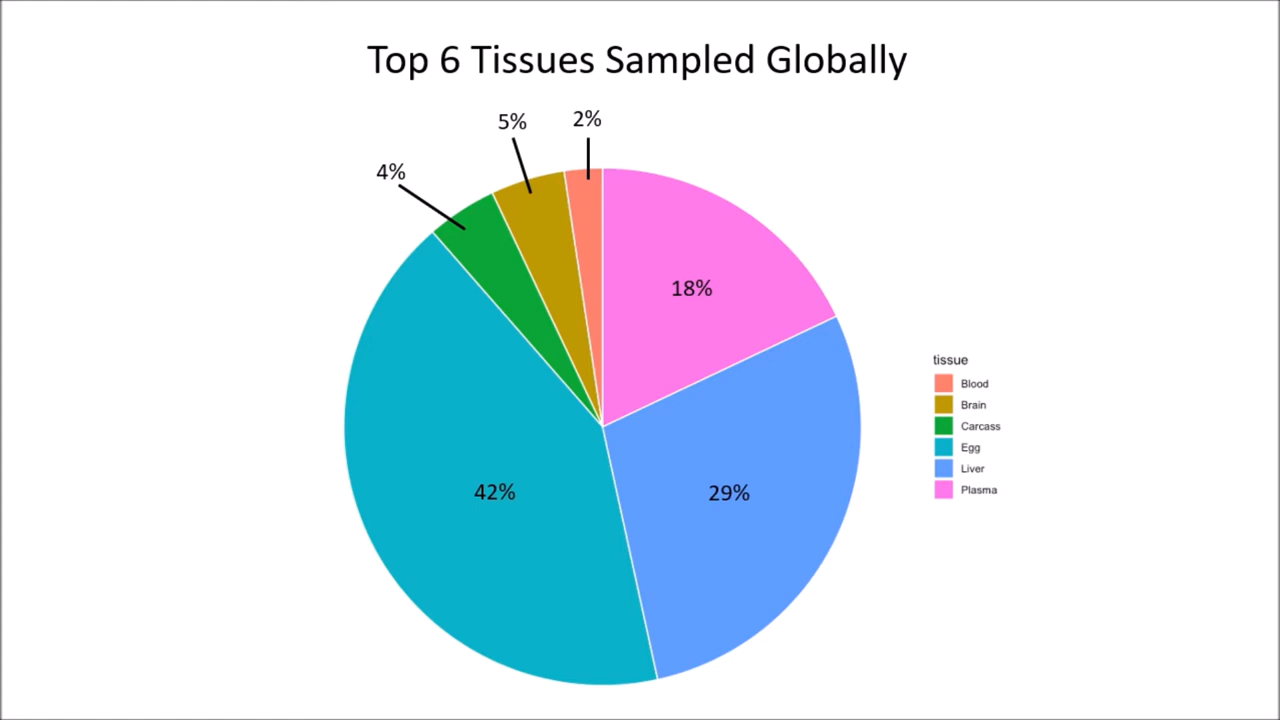 Top 6 Tissues Sampled Globally
5%
2%
4%
18%
42%
29%
tissue
Blood
Brain
Carcass
Egg
Liver
Plasma